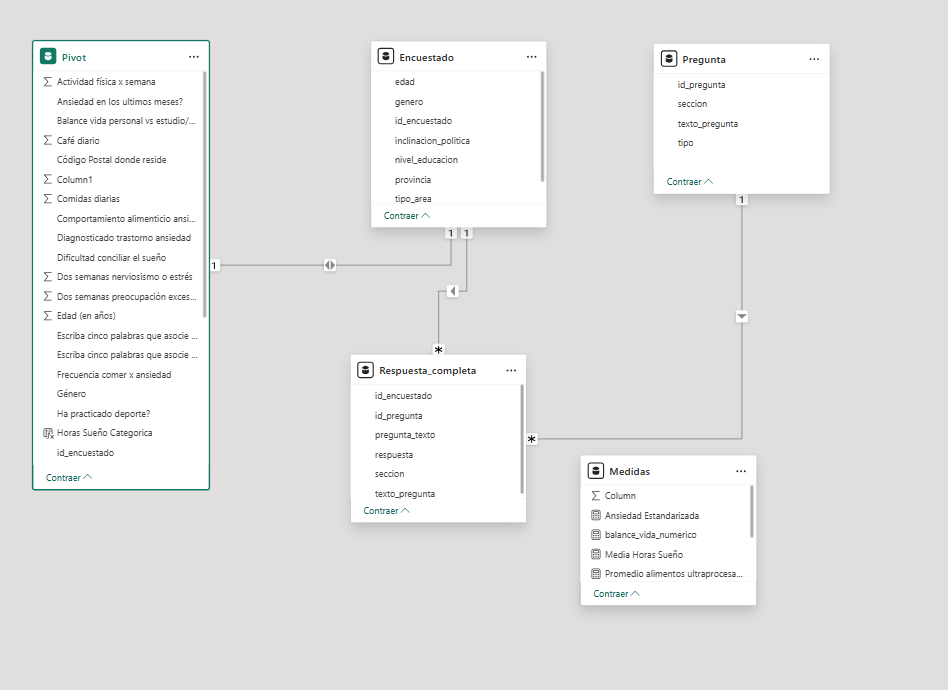 Pivot
Actividad física x semana
Ansiedad en los ultimos meses?
Balance vida personal vs estudio/...
Café diario
Código Postal donde reside
Column1
Comidas diarias
Comportamiento alimenticio ansi...
Diagnosticado trastorno ansiedad
Dificultad conciliar el sueño
Dos semanas nerviosismo o estrés
Dos semanas preocupación exces...
Edad (en años)
Escriba cinco palabras que asocie ...
Escriba cinco palabras que asocie ...
Frecuencia comer x ansiedad
Género
Ha practicado deporte?
Horas Sueño Categorica
id_encuestado
Contraer
Encuestado
edad
genero
id_encuestado
inclinacion_politica
nivel_educacion
provincia
tipo_area
Contraer
Pregunta
id_pregunta
seccion
texto_pregunta
tipo
Contraer
1
1
1
1
*
*
Respuesta_completa
id_encuestado
id_pregunta
pregunta_texto
respuesta
seccion
texto_pregunta
Contraer
Medidas
Column
Ansiedad Estandarizada
balance_vida_numerico
Media Horas Sueño
Promedio alimentos ultraprocesa...
Contraer